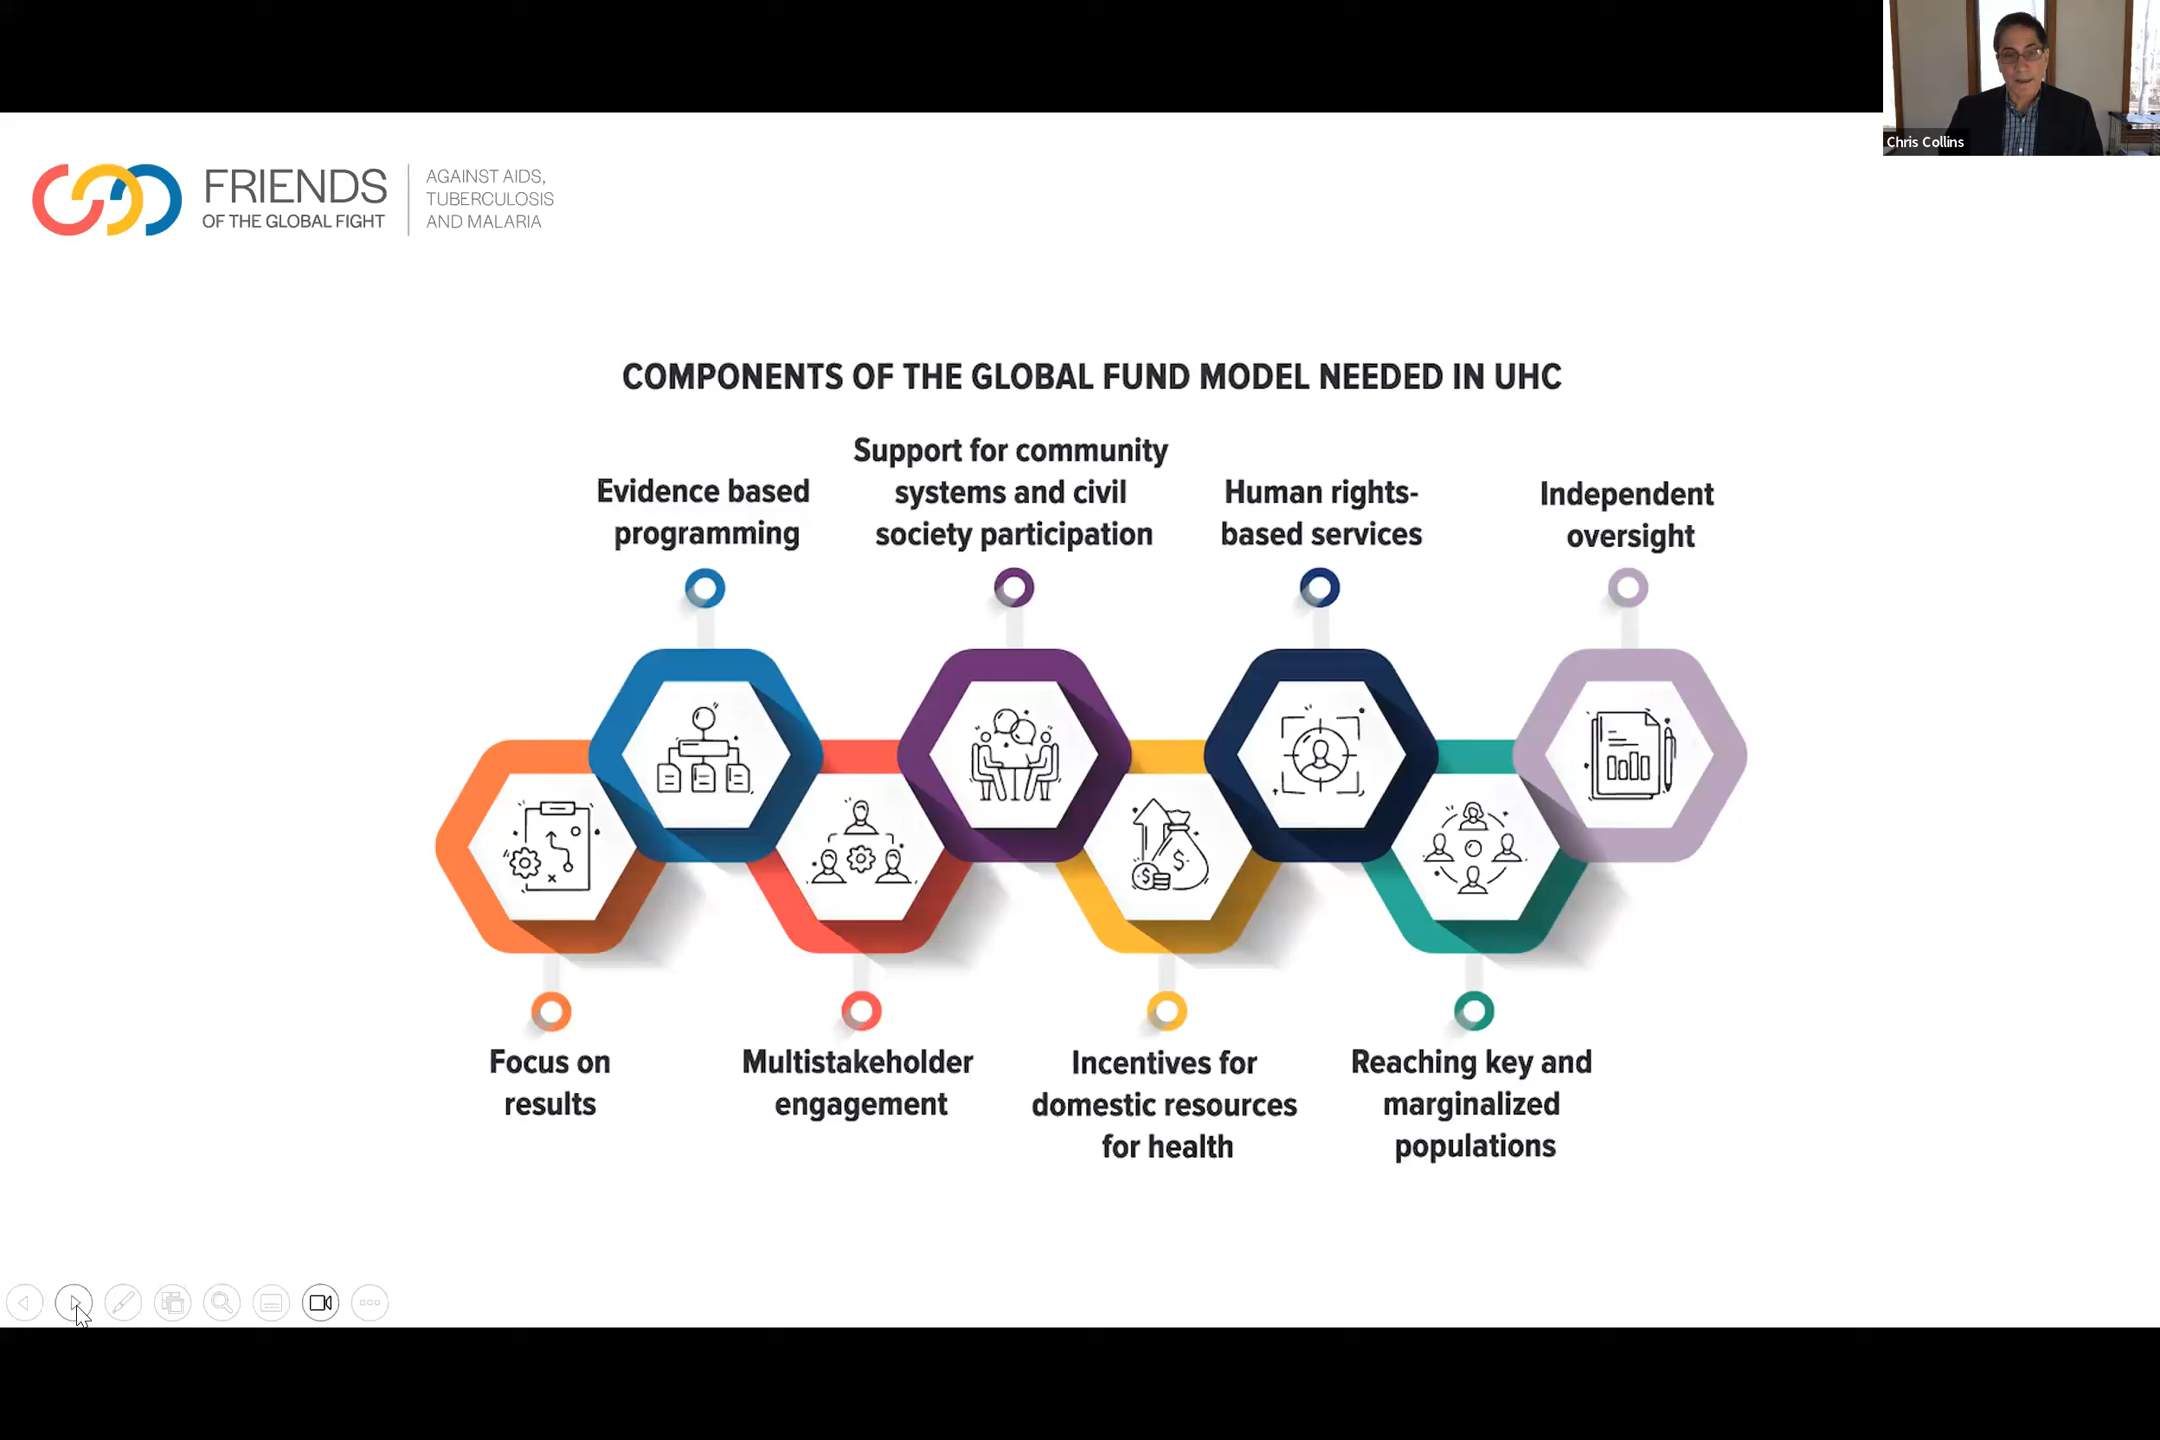 Chris Collins
FRIENDS
OF THE GLOBAL FIGHT
AGAINST AIDS,
TUBERCULOSIS
AND MALARIA
COMPONENTS OF THE GLOBAL FUND MODEL NEEDED IN UHC
Evidence based
programming
Support for community
systems and civil
society participation
Human rights-
based services
Independent
oversight
Focus on
results
Multistakeholder
engagement
Incentives for
domestic resources
for health
Reaching key and
marginalized
populations